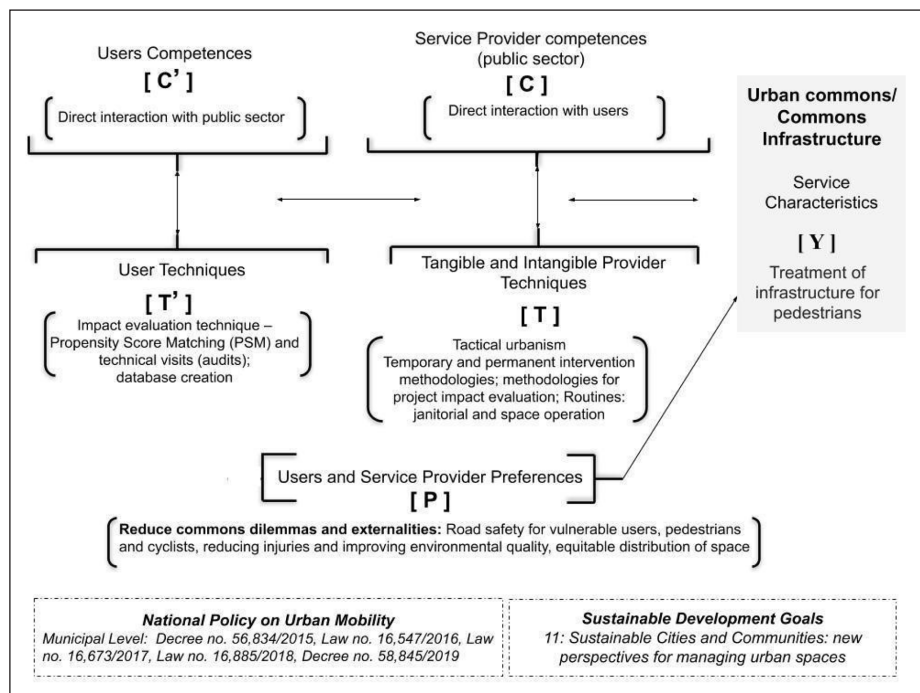 Users Competences
[ C’ ]
Direct interaction with public sector
Service Provider competences
(public sector)
[ C ]
Direct interaction with users
Urban commons/
Commons
Infrastructure
Service
Characteristics
[ Y ]
Treatment of
infrastructure for
pedestrians
User Techniques
[ T’ ]
Impact evaluation technique –
Propensity Score Matching (PSM) and
technical visits (audits);
database creation
Tangible and Intangible Provider
Techniques
[ T ]
Tactical urbanism
Temporary and permanent intervention
methodologies; methodologies for
project impact evaluation; Routines:
janitorial and space operation
Users and Service Provider Preferences
[ P ]
Reduce commons dilemmas and externalities: Road safety for vulnerable users, pedestrians
and cyclists, reducing injuries and improving environmental quality, equitable distribution of space
National Policy on Urban Mobility
Municipal Level: Decree no. 56,834/2015, Law no. 16,547/2016, Law
no. 16,673/2017, Law no. 16,885/2018, Decree no. 58,845/2019
Sustainable Development Goals
11: Sustainable Cities and Communities: new
perspectives for managing urban spaces